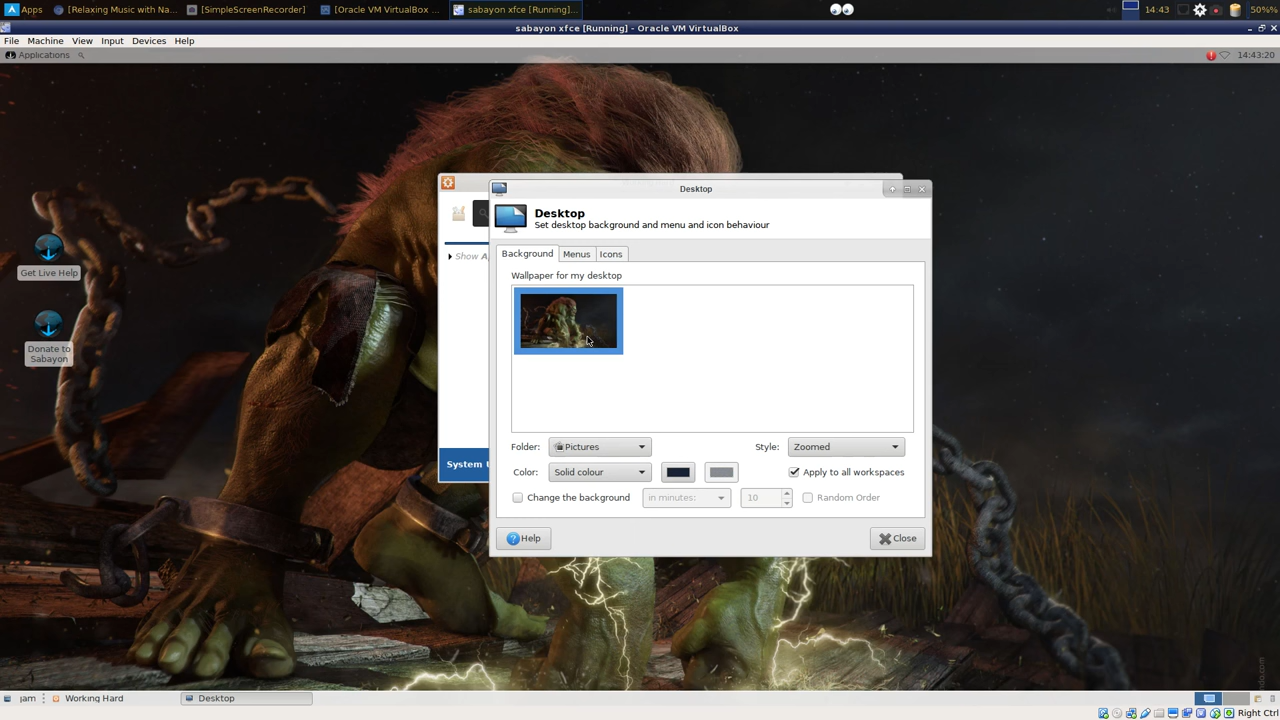 Apps
[Relaxing Music with Na...
[SimpleScreenRecorder]
[Oracle VM VirtualBox ...
sabayon xfce [Running]...
14:43
50%%
sabayon xfce [Running] - Oracle VM VirtualBox
File Machine View Input Devices Help
Applications
14:43:20
Get Live Help
Donate to
Sabayon
Desktop
Desktop
Set desktop background and menu and icon behaviour
Background Menus Icons
Show
Wallpaper for my desktop
Folder: Pictures Style: Zoomed
System
Color: Solid colour Apply to all workspaces
Change the background in minutes: 10 Random Order
Help Close
Working Hard
Desktop
Right Ctrl